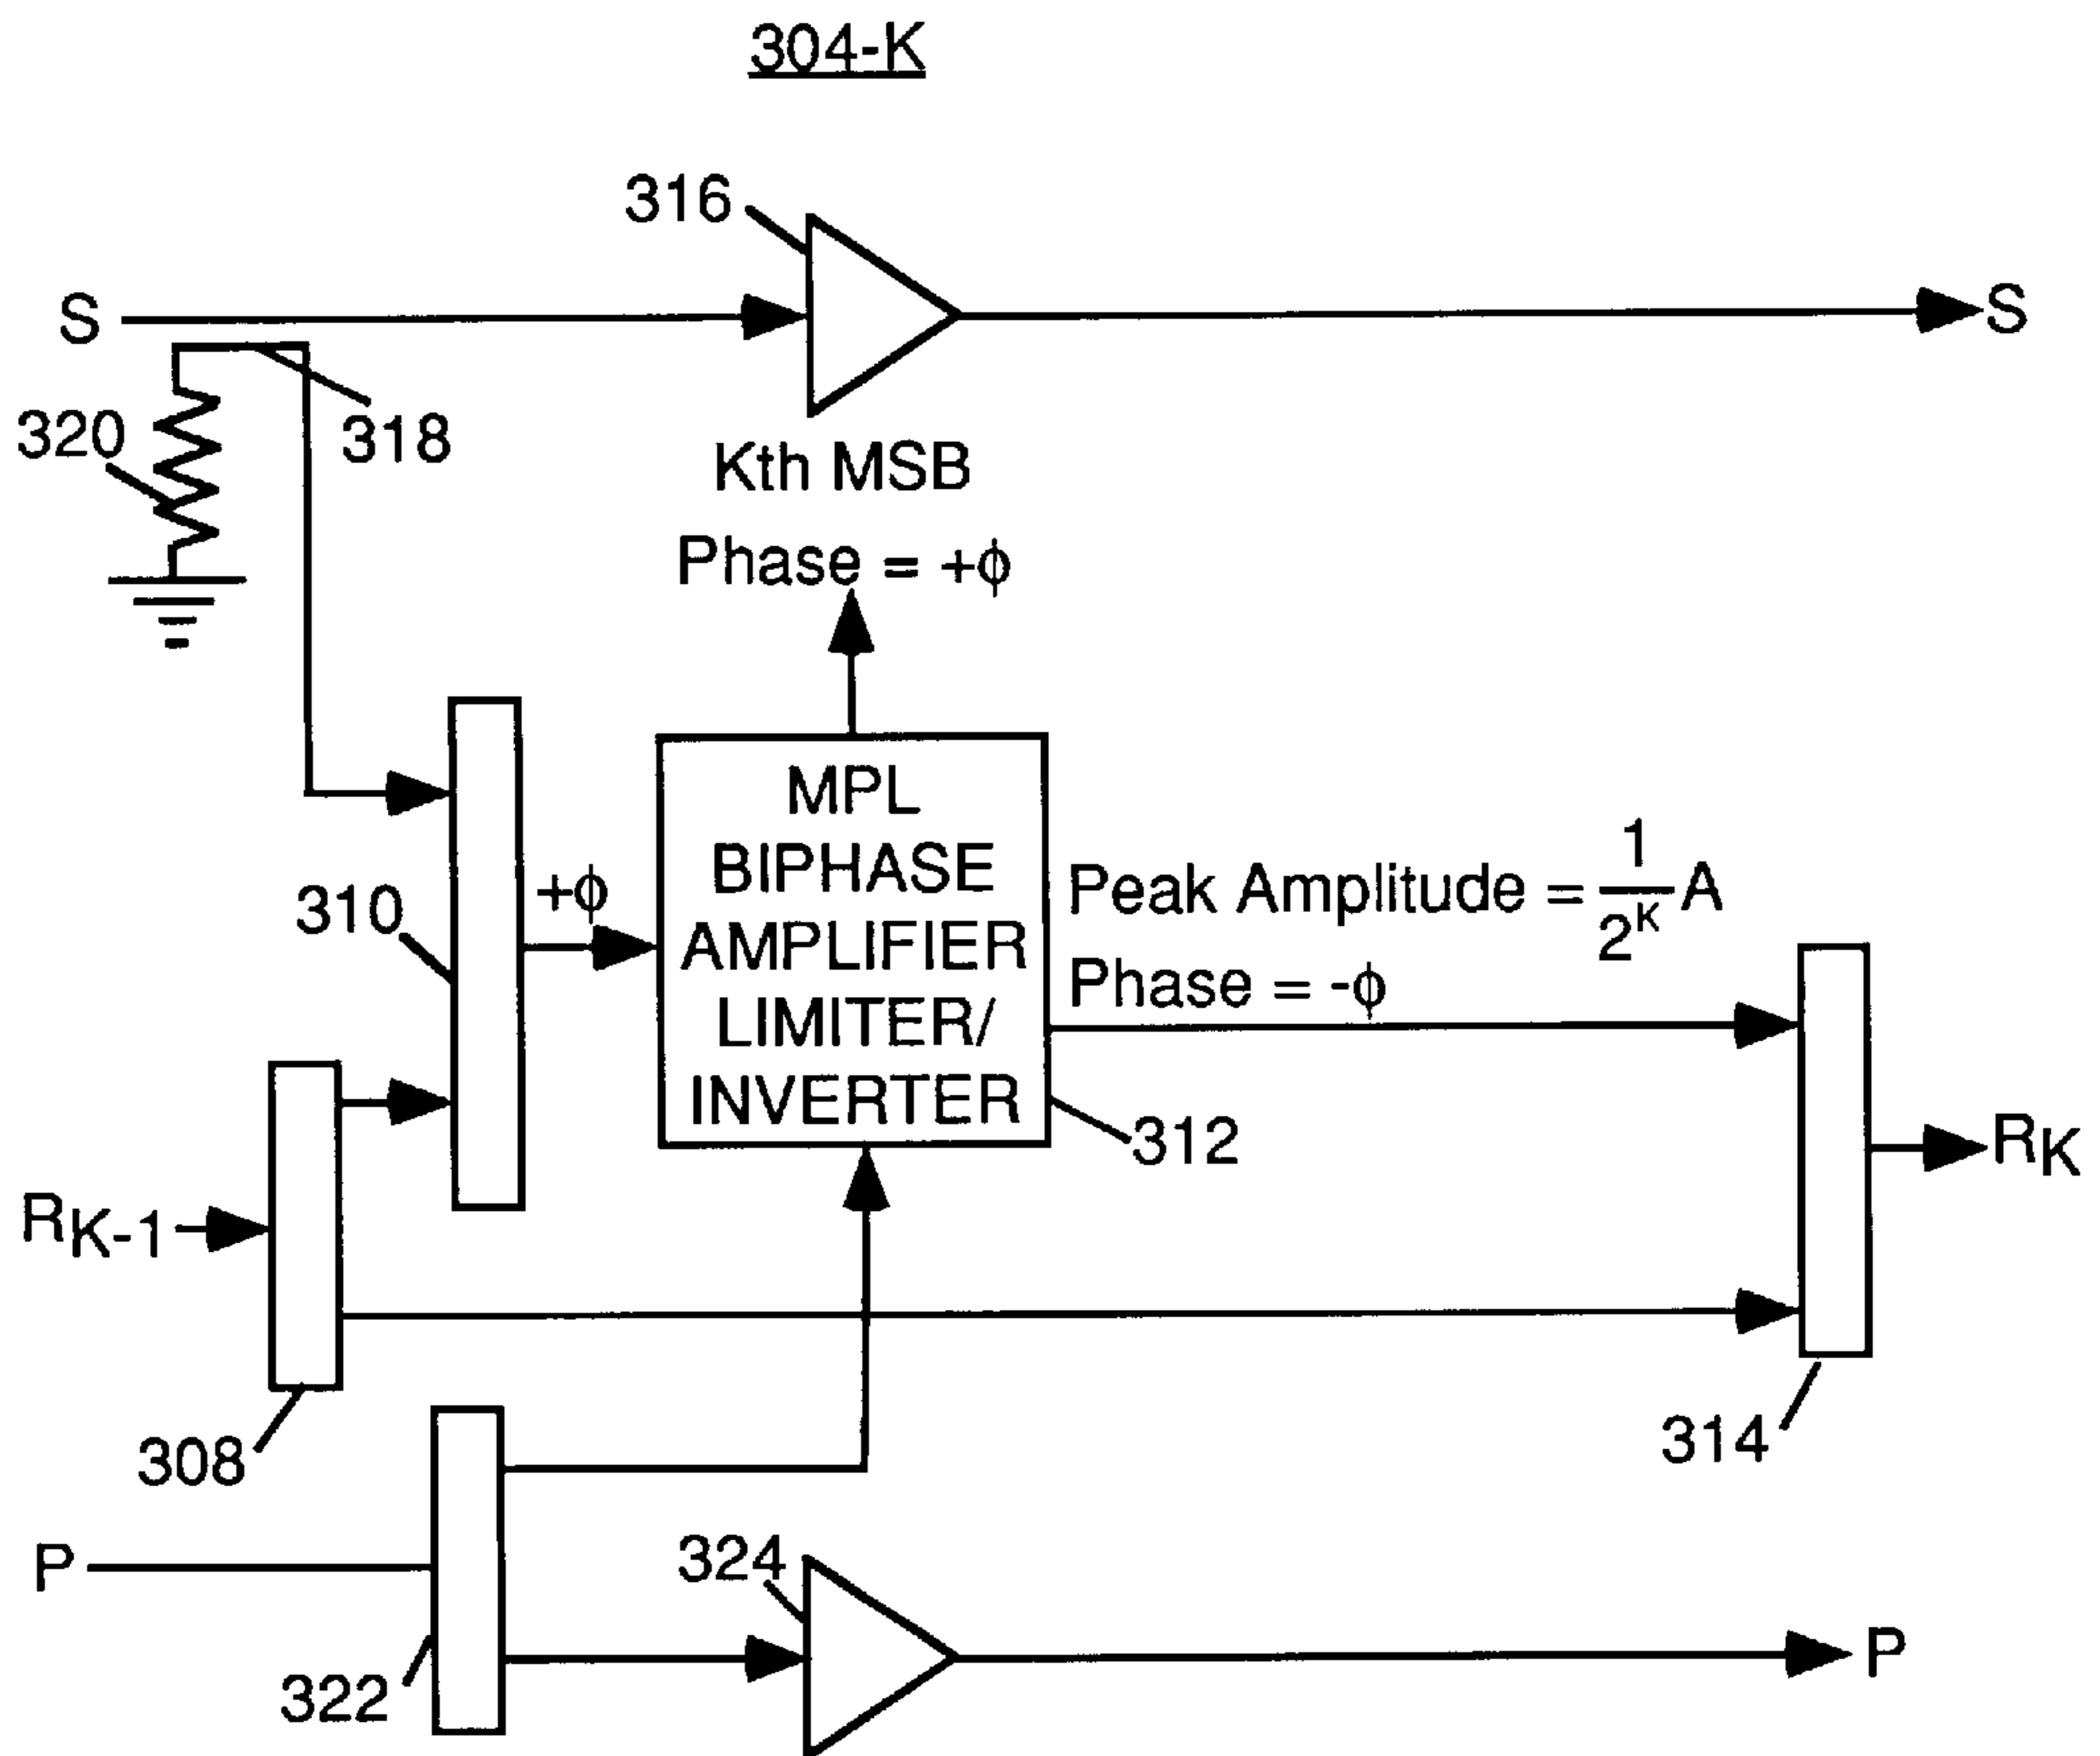 304-K
316
S
S
320
318
Kth MSB
Phase = +ϕ
310
+ϕ
MPL
BIPHASE
AMPLIFIER
LIMITER/
INVERTER
Peak Amplitude = 1/2^K A
Phase = -ϕ
312
RK-1
RK
308
314
P
324
322
P